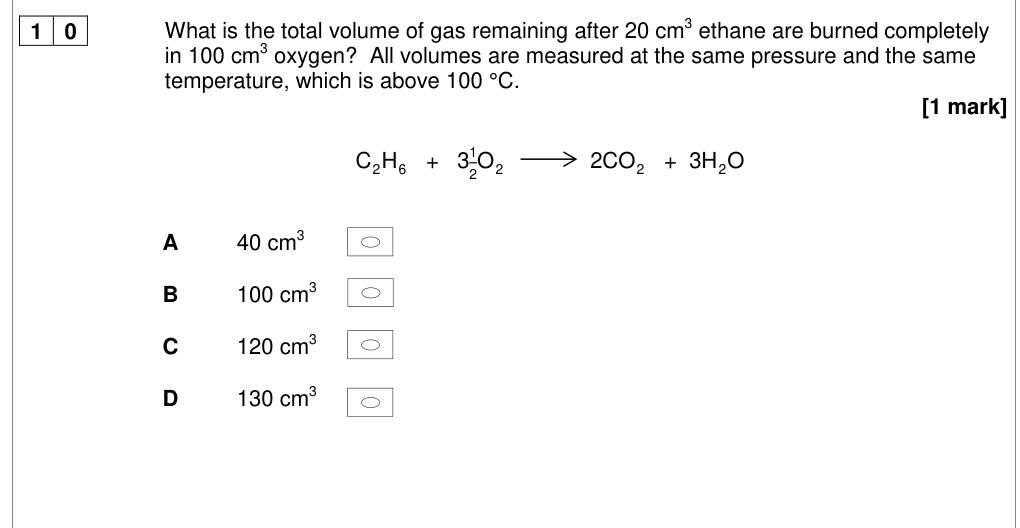 1 0
What is the total volume of gas remaining after 20 cm³ ethane are burned completely
in 100 cm³ oxygen? All volumes are measured at the same pressure and the same
temperature, which is above 100 °C.
[1 mark]
C₂H₆ + 3½O₂ ⟶ 2CO₂ + 3H₂O
A 40 cm³
B 100 cm³
C 120 cm³
D 130 cm³